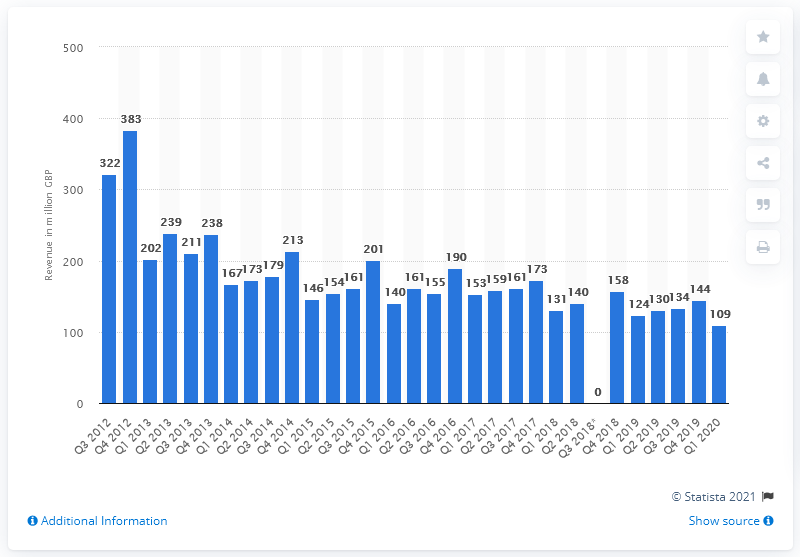 500
400
300
200
100
0
Revenue in million GBP
322
383
202
239
211
238
167
173
179
213
146
154
161
201
140
161
155
190
153
159
161
173
131
140
0
158
124
130
134
144
109
Q3 2012
Q4 2012
Q1 2013
Q2 2013
Q3 2013
Q4 2013
Q1 2014
Q2 2014
Q3 2014
Q4 2014
Q1 2015
Q2 2015
Q3 2015
Q4 2015
Q1 2016
Q2 2016
Q3 2016
Q4 2016
Q1 2017
Q2 2017
Q3 2017
Q4 2017
Q1 2018
Q2 2018
Q3 2018*
Q4 2018
Q1 2019
Q2 2019
Q3 2019
Q4 2019
Q1 2020
© Statista 2021
Additional Information
Show source